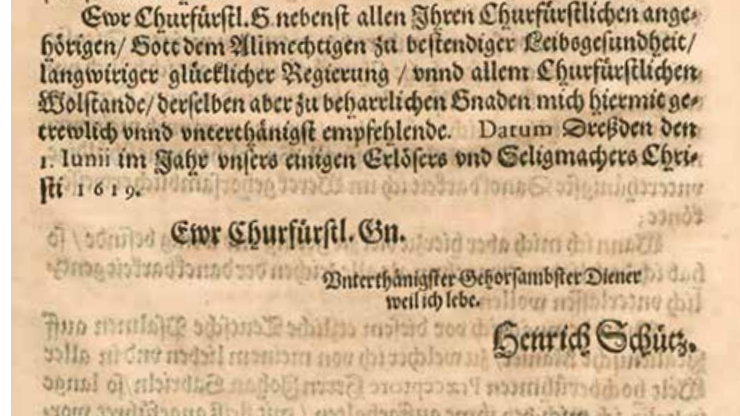 Ewr Churfürstl. G. nebenst allen Ihren Churfürstlichen ange-
hörigen/ Gott dem Allmechtigen zu bestendiger Leibsgesundheit/
langwiriger glücklicher Regierung / vnnd allem Churfürstlichen
Wolstande/ derselben aber zu beharrlichen Gnaden mich hiermit ge-
trewlich vnnd vnterthänigst empfehlende. Datum Dreßden den
1. Iunii im Jahr vnsers einigen Erlösers vnd Seligmachers Chri-
sti 1619.
Ewr Churfürstl. Gn.
Vnterthänigster Gehorsambster Diener
weil ich lebe.
Henrich Schütz.